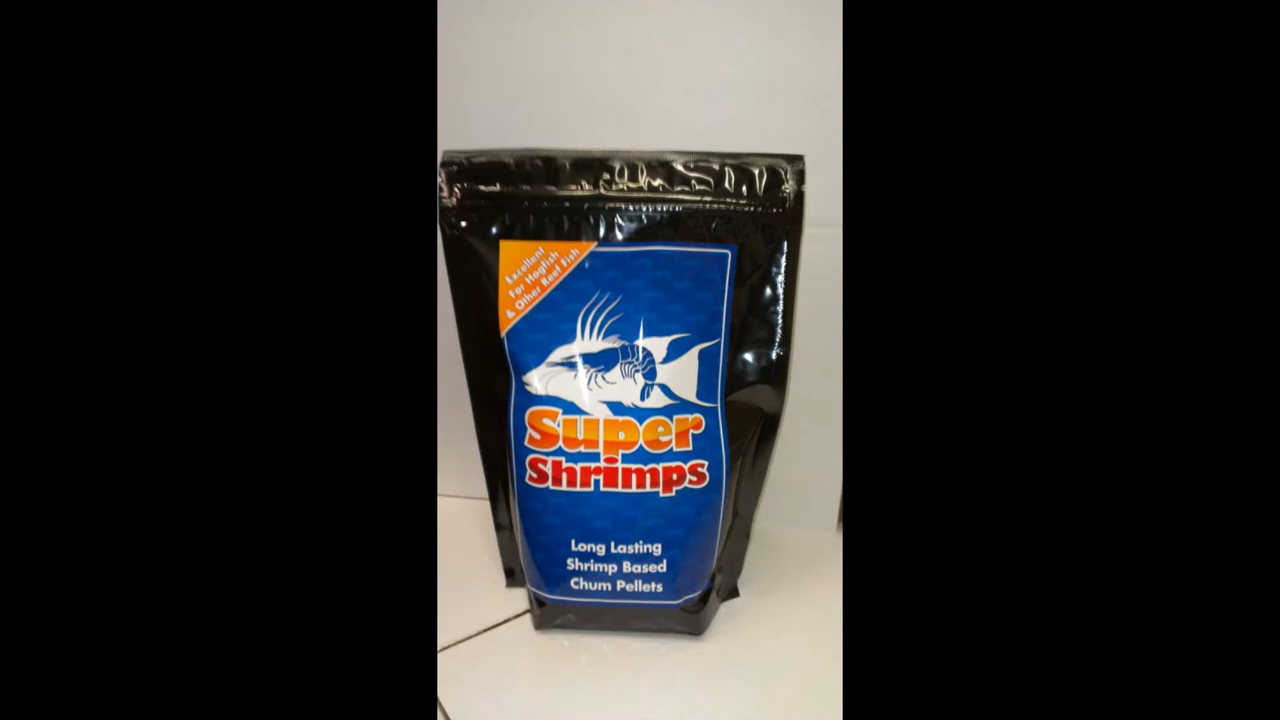 Excellent
For Hogfish
& Other Reef Fish
Super
Shrimps
Long Lasting
Shrimp Based
Chum Pellets